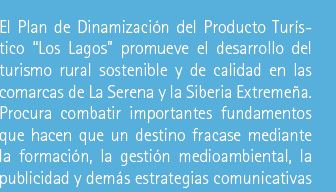 El Plan de Dinamización del Producto Turís-
tico “Los Lagos” promueve el desarrollo del
turismo rural sostenible y de calidad en las
comarcas de La Serena y la Siberia Extremeña.
Procura combatir importantes fundamentos
que hacen que un destino fracase mediante
la formación, la gestión medioambiental, la
publicidad y demás estrategias comunicativas